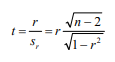 t = r / s_r = r √(n − 2) / √(1 − r²)